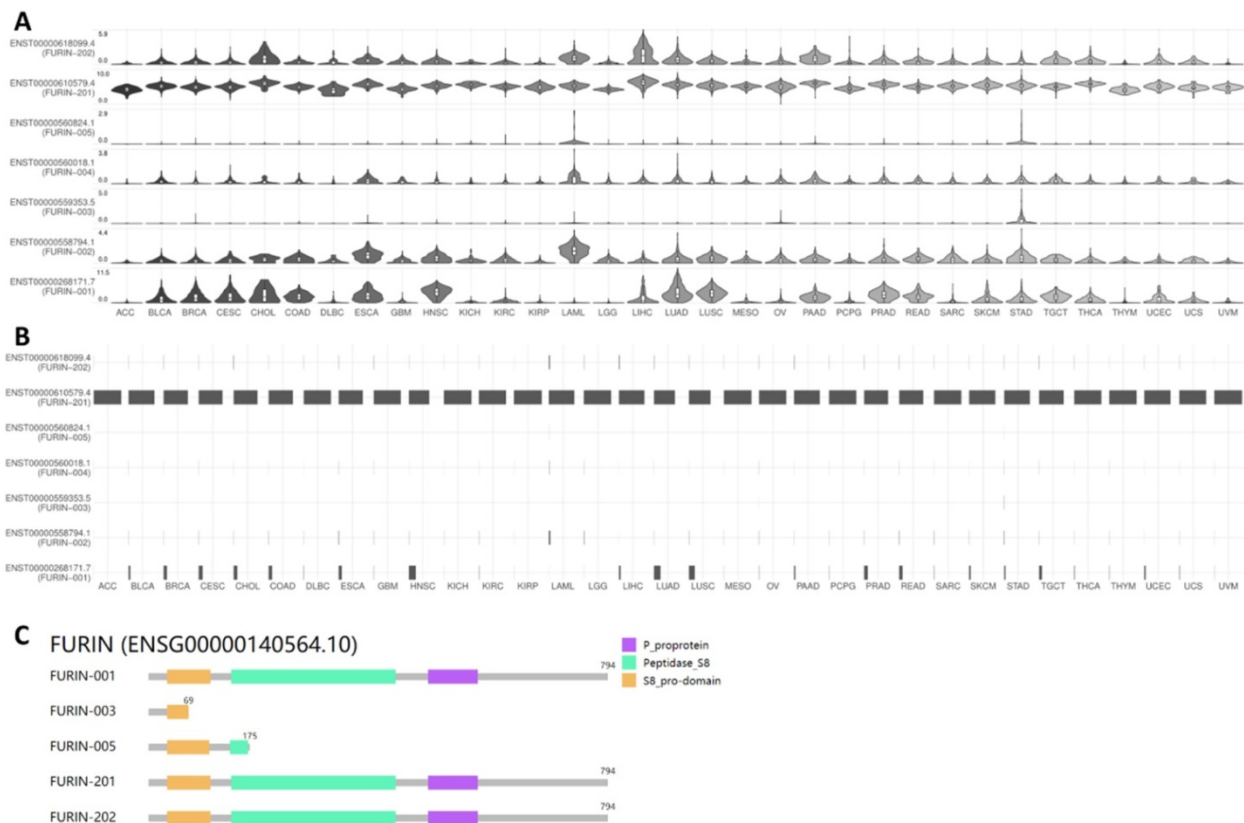 A
ENST00000618099.4
(FURIN-202)
5.9
0.0
ENST00000610579.4
(FURIN-201)
10.0
0.0
ENST00000560824.1
(FURIN-005)
2.9
0.0
ENST00000560018.1
(FURIN-004)
3.8
0.0
ENST00000559353.5
(FURIN-003)
5.0
0.0
ENST00000558794.1
(FURIN-002)
4.4
0.0
ENST00000268171.7
(FURIN-001)
11.5
0.0
ACC BLCA BRCA CESC CHOL COAD DLBC ESCA GBM HNSC KICH KIRC KIRP LAML LGG LIHC LUAD LUSC MESO OV PAAD PCPG PRAD READ SARC SKCM STAD TGCT THCA THYM UCEC UCS UVM
B
ENST00000618099.4
(FURIN-202)
ENST00000610579.4
(FURIN-201)
ENST00000560824.1
(FURIN-005)
ENST00000560018.1
(FURIN-004)
ENST00000559353.5
(FURIN-003)
ENST00000558794.1
(FURIN-002)
ENST00000268171.7
(FURIN-001)
ACC BLCA BRCA CESC CHOL COAD DLBC ESCA GBM HNSC KICH KIRC KIRP LAML LGG LIHC LUAD LUSC MESO OV PAAD PCPG PRAD READ SARC SKCM STAD TGCT THCA THYM UCEC UCS UVM
C
FURIN (ENSG00000140564.10)
P_proprotein
Peptidase_S8
S8_pro-domain
FURIN-001
794
FURIN-003
69
FURIN-005
175
FURIN-201
794
FURIN-202
794